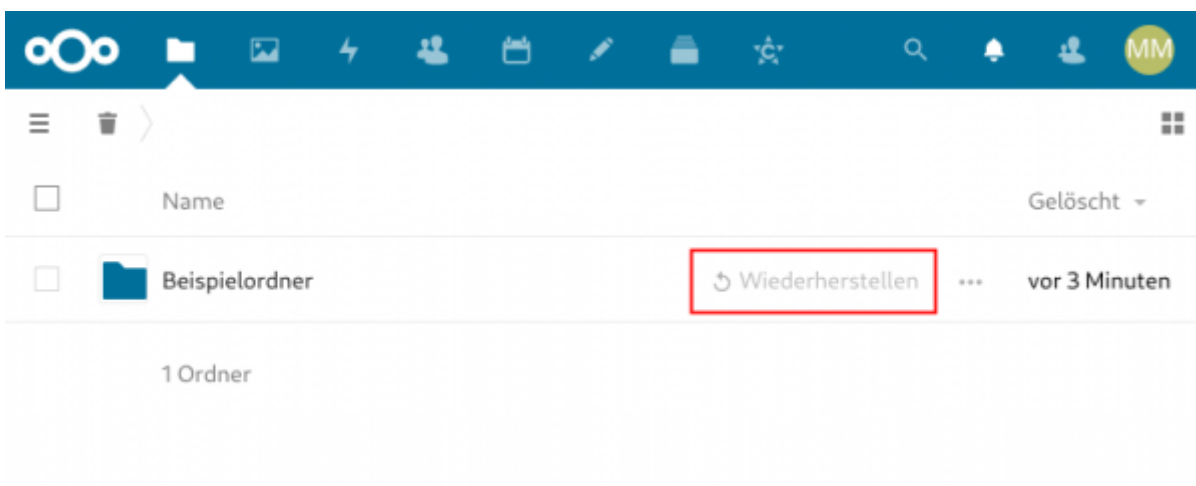 MM
Name Gelöscht
Beispielordner Wiederherstellen ... vor 3 Minuten
1 Ordner